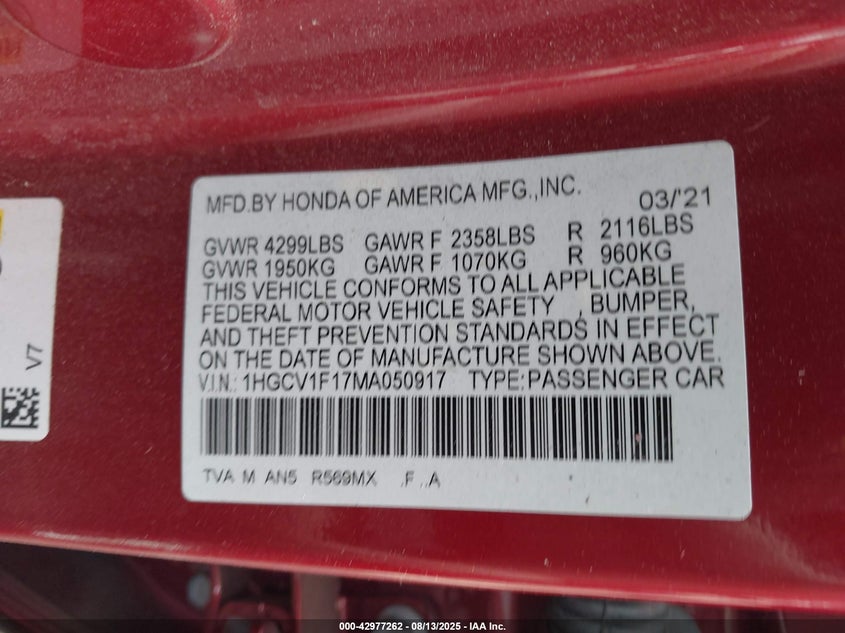 MFD.BY HONDA OF AMERICA MFG.,INC. 03/'21
GVWR 4299LBS GAWR F 2358LBS R 2116LBS
GVWR 1950KG GAWR F 1070KG R 960KG
THIS VEHICLE CONFORMS TO ALL APPLICABLE
FEDERAL MOTOR VEHICLE SAFETY , BUMPER,
AND THEFT PREVENTION STANDARDS IN EFFECT
ON THE DATE OF MANUFACTURE SHOWN ABOVE.
V.I.N.: 1HGCV1F17MA050917 TYPE:PASSENGER CAR
TVA M AN5 R569MX .F ..A
V7
000-42977262 - 08/13/2025 - IAA Inc.